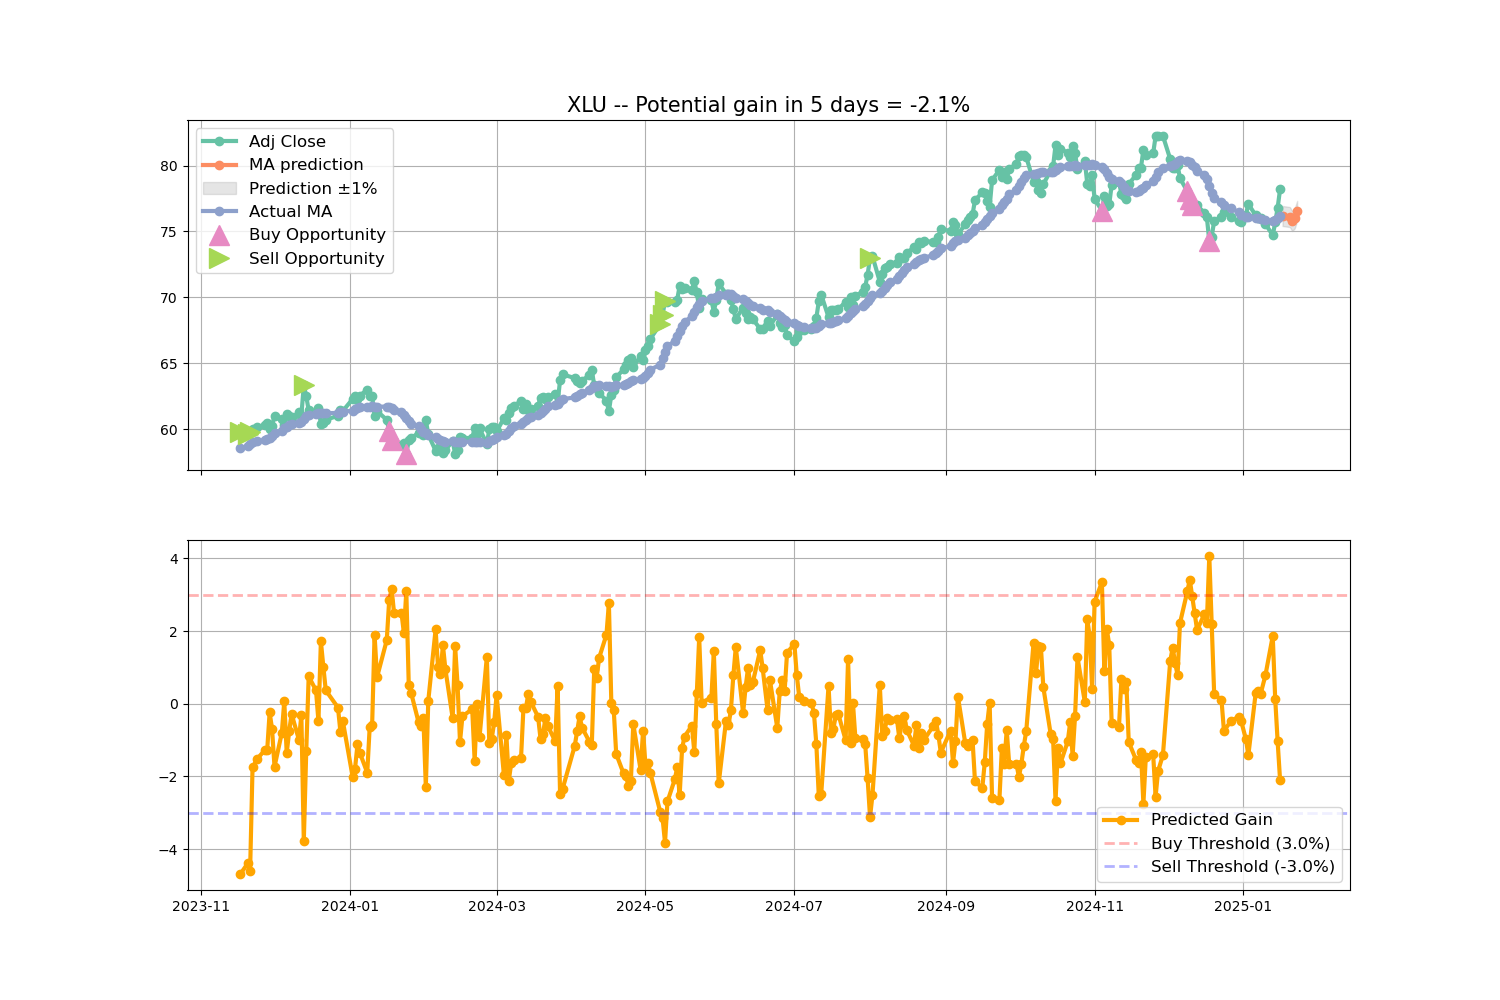 XLU -- Potential gain in 5 days = -2.1%
Adj Close
MA prediction
Prediction ±1%
Actual MA
Buy Opportunity
Sell Opportunity
80
75
70
65
60
4
2
0
−2
−4
Predicted Gain
Buy Threshold (3.0%)
Sell Threshold (-3.0%)
2023-11
2024-01
2024-03
2024-05
2024-07
2024-09
2024-11
2025-01